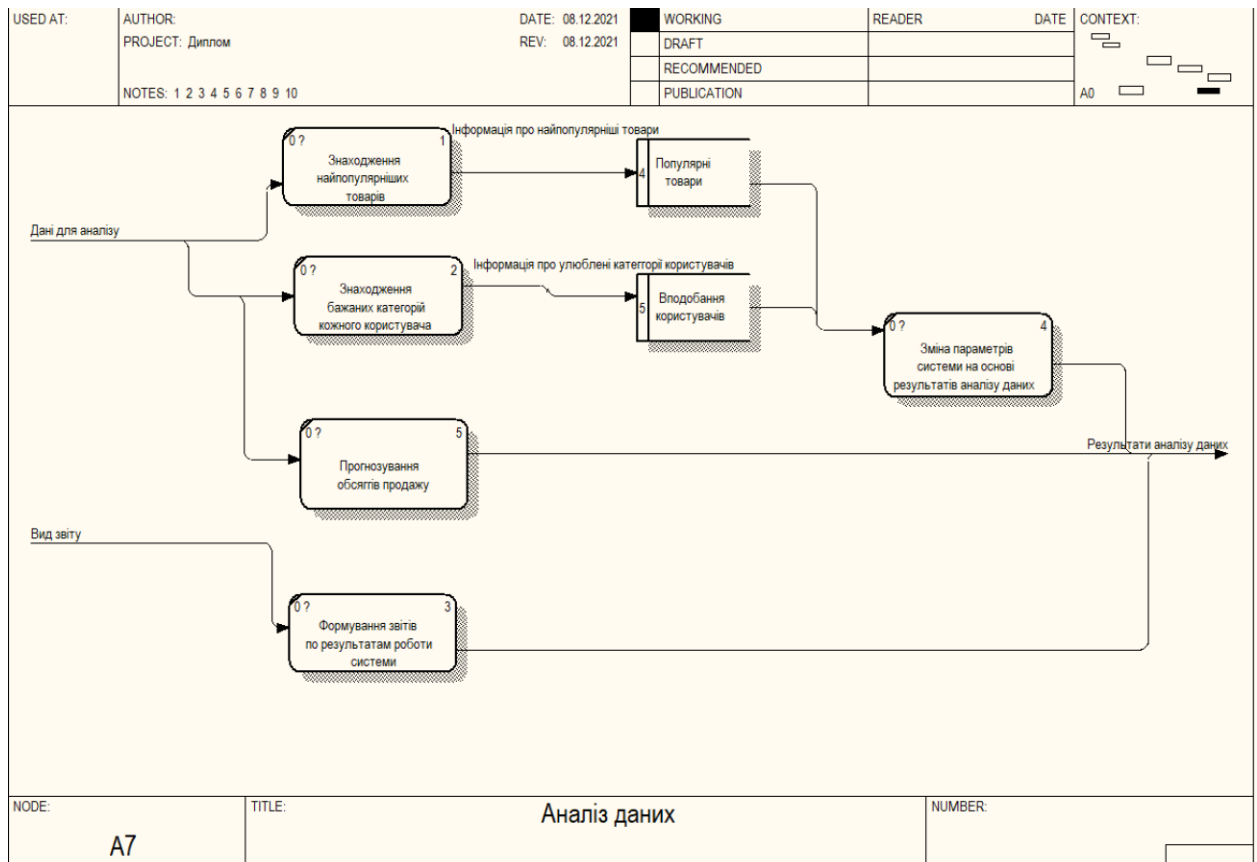 USED AT:
AUTHOR:
DATE: 08.12.2021
WORKING
READER
DATE
CONTEXT:
PROJECT: Диплом
REV: 08.12.2021
DRAFT
RECOMMENDED
NOTES: 1 2 3 4 5 6 7 8 9 10
PUBLICATION
A0
0 ?
1
Знаходження
найпопулярніших
товарів
Інформація про найпопулярніші товари
4
Популярні
товари
Дані для аналізу
0 ?
2
Знаходження
бажаних категорій
кожного користувача
Інформація про улюблені категгорії користувачів
5
Вподобання
користувачів
0 ?
4
Зміна параметрів
системи на основі
результатів аналізу даних
0 ?
5
Прогнозування
обсягів продажу
Результати аналізу даних
Вид звіту
0 ?
3
Формування звітів
по результатам роботи
системи
NODE:
A7
TITLE:
Аналіз даних
NUMBER: